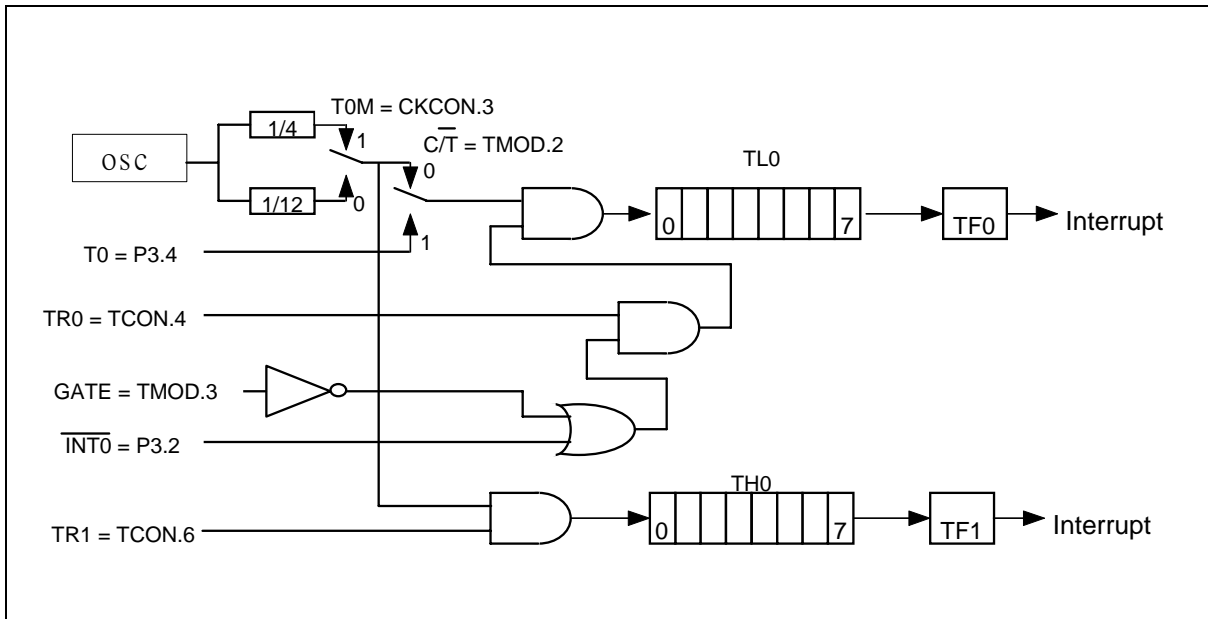 T0M = CKCON.3
1/4
1
C/T̅ = TMOD.2
OSC
0
TL0
1/12
0
0
7
TF0
Interrupt
T0 = P3.4
1
TR0 = TCON.4
GATE = TMOD.3
I̅N̅T̅0̅ = P3.2
TH0
TR1 = TCON.6
0
7
TF1
Interrupt